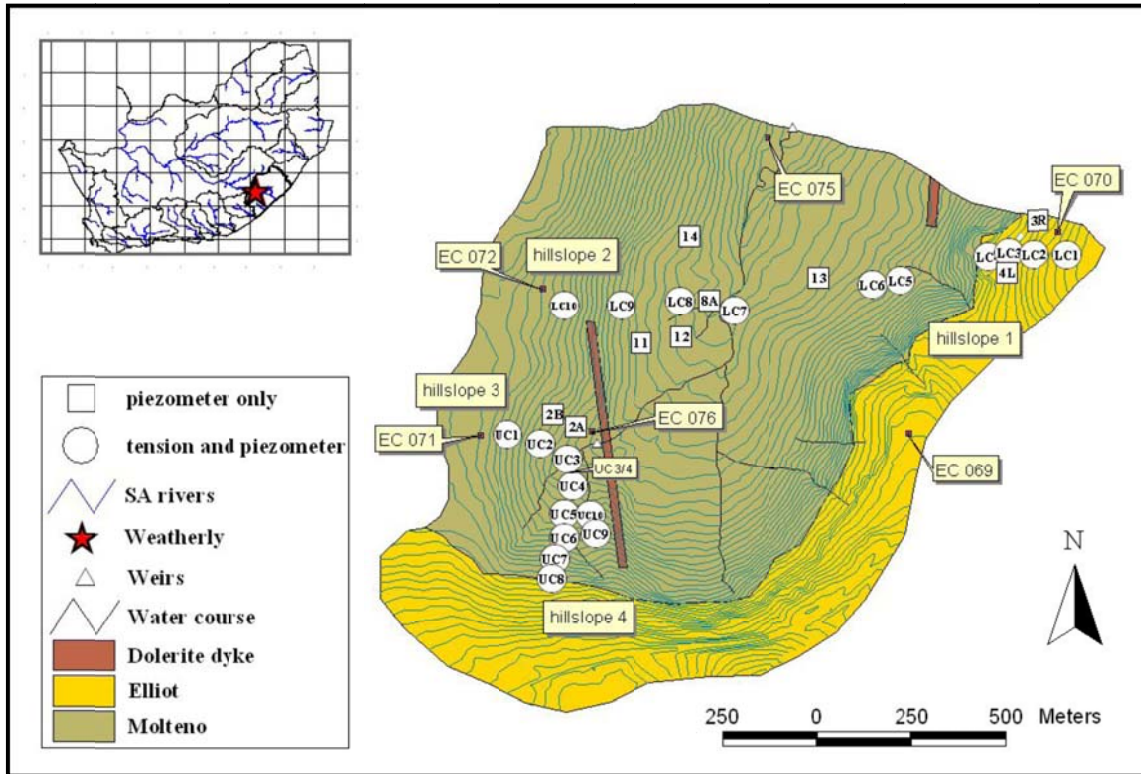 EC 075
EC 070
3R
14
EC 072
hillslope 2
LC
LC3
LC2
LC1
4L
13
LC6
LC5
LC10
LC9
LC8
8A
LC7
11
12
hillslope 1
hillslope 3
2B
2A
EC 076
EC 071
UC1
UC2
UC3
UC 3/4
EC 069
UC4
UC5
UC10
UC6
UC9
UC7
UC8
hillslope 4
piezometer only
tension and piezometer
SA rivers
Weatherly
Weirs
Water course
Dolerite dyke
Elliot
Molteno
N
250 0 250 500 Meters